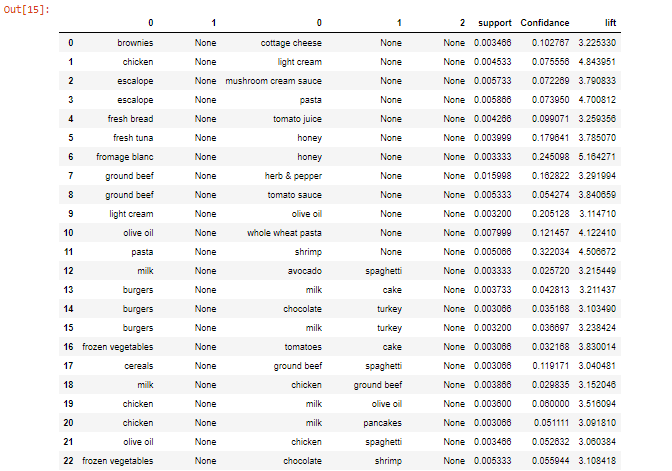 Out[15]:
0 1 0 1 2 support Confidance lift
0 brownies None cottage cheese None None 0.003466 0.102767 3.225330
1 chicken None light cream None None 0.004533 0.075556 4.843951
2 escalope None mushroom cream sauce None None 0.005733 0.072269 3.790833
3 escalope None pasta None None 0.005866 0.073950 4.700812
4 fresh bread None tomato juice None None 0.004266 0.099071 3.259356
5 fresh tuna None honey None None 0.003999 0.179641 3.785070
6 fromage blanc None honey None None 0.003333 0.245098 5.164271
7 ground beef None herb & pepper None None 0.015998 0.162822 3.291994
8 ground beef None tomato sauce None None 0.005333 0.054274 3.840659
9 light cream None olive oil None None 0.003200 0.205128 3.114710
10 olive oil None whole wheat pasta None None 0.007999 0.121457 4.122410
11 pasta None shrimp None None 0.005066 0.322034 4.506672
12 milk None avocado spaghetti None 0.003333 0.025720 3.215449
13 burgers None milk cake None 0.003733 0.042813 3.211437
14 burgers None chocolate turkey None 0.003066 0.035168 3.103490
15 burgers None milk turkey None 0.003200 0.036697 3.238424
16 frozen vegetables None tomatoes cake None 0.003066 0.032168 3.830014
17 cereals None ground beef spaghetti None 0.003066 0.119171 3.040481
18 milk None chicken ground beef None 0.003866 0.029835 3.152046
19 chicken None milk olive oil None 0.003600 0.060000 3.516094
20 chicken None milk pancakes None 0.003066 0.051111 3.091810
21 olive oil None chicken spaghetti None 0.003466 0.052632 3.060384
22 frozen vegetables None chocolate shrimp None 0.005333 0.055944 3.108418